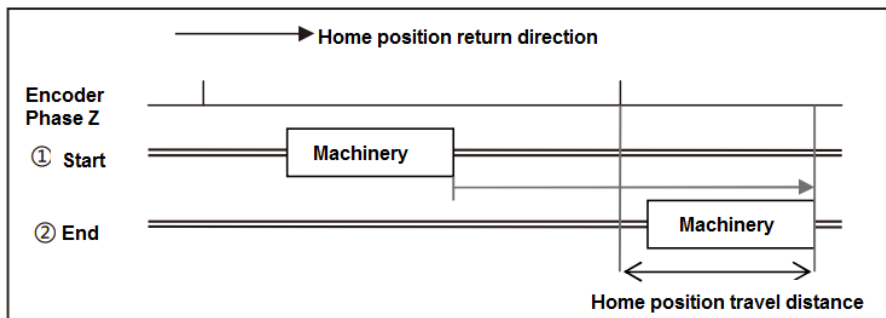 Home position return direction
Encoder
Phase Z
① Start
Machinery
② End
Machinery
Home position travel distance